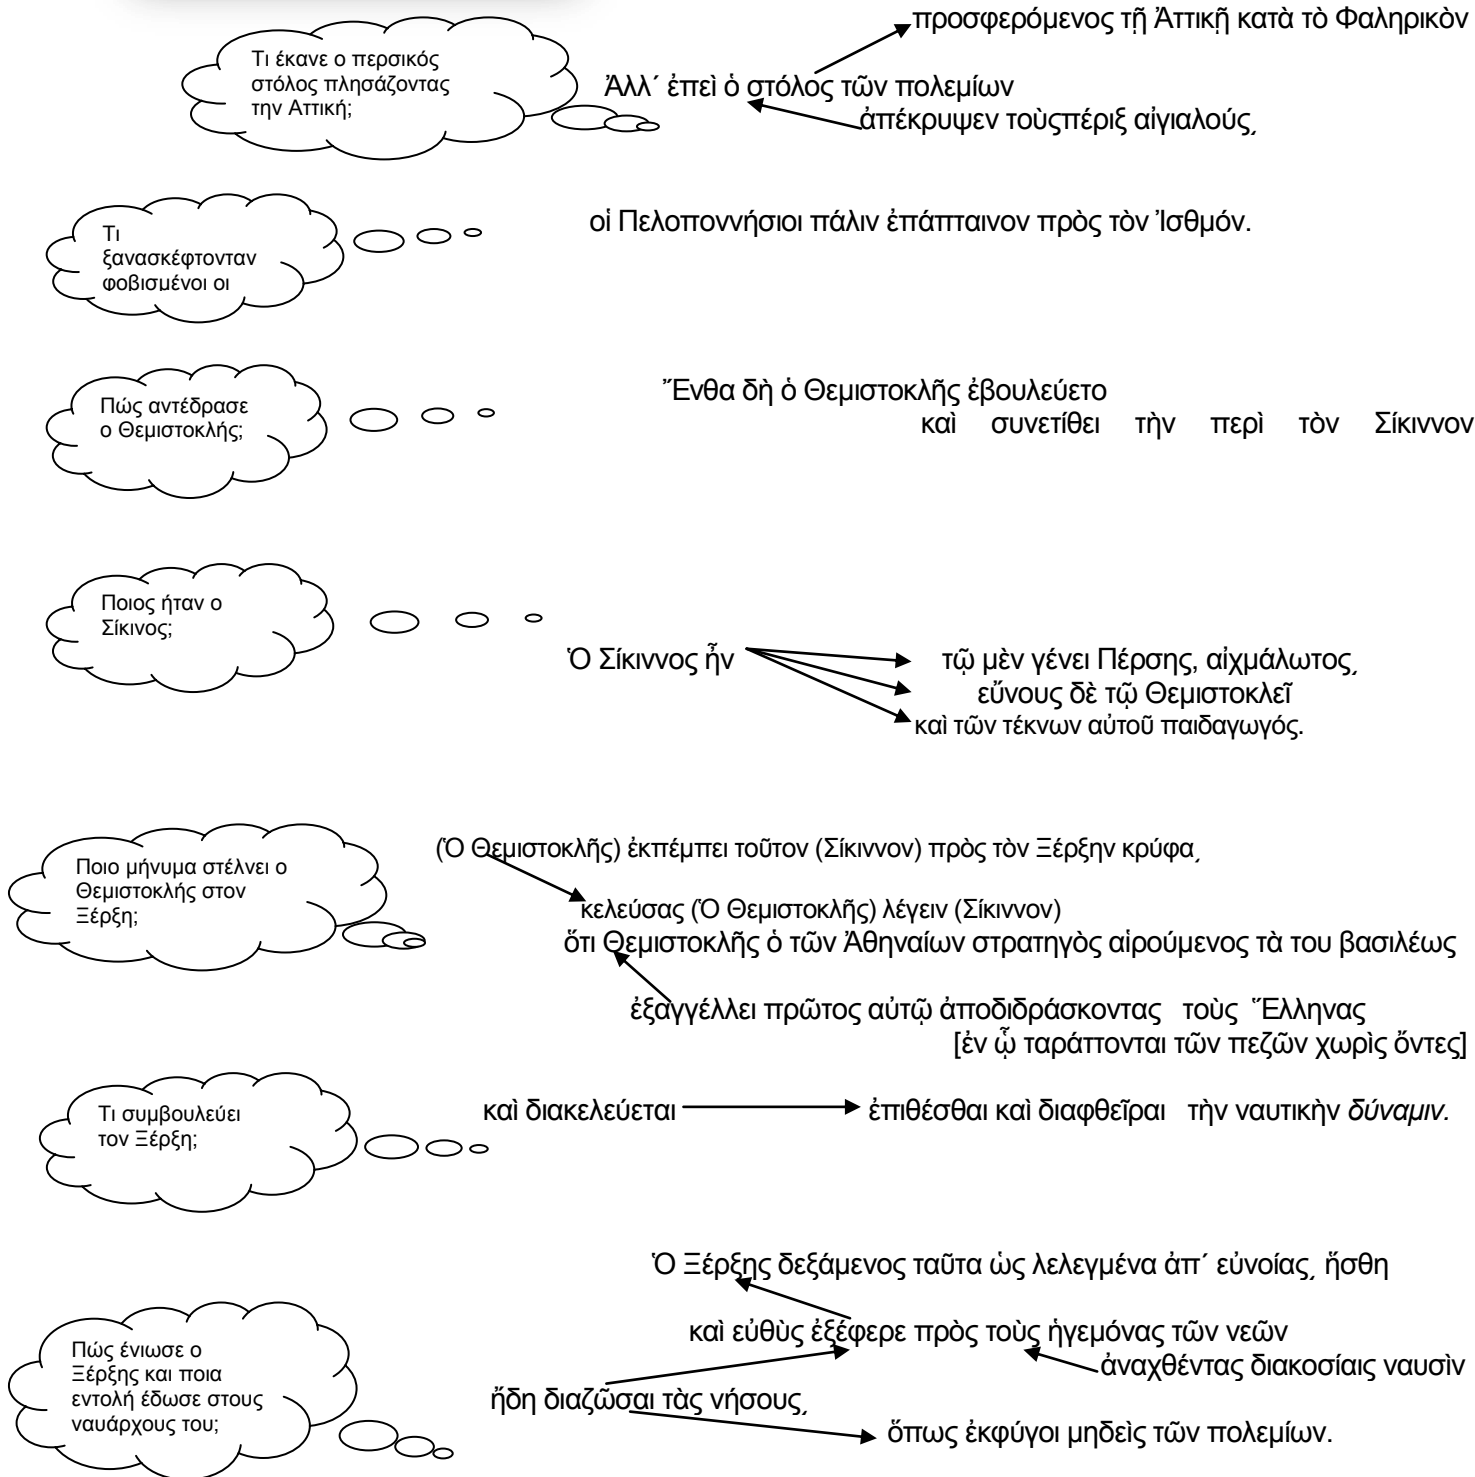 προσφερόμενος τῇ Ἀττικῇ κατὰ τὸ Φαληρικὸν
Τι έκανε ο περσικός
στόλος πλησάζοντας
την Αττική;
Ἀλλ΄ ἐπεὶ ὁ στόλος τῶν πολεμίων
ἀπέκρυψεν τοὺςπέριξ αἰγιαλούς¸
Τι
ξανασκέφτονταν
φοβισμένοι οι
οἱ Πελοποννήσιοι πάλιν ἐπάπταινον πρὸς τὸν Ἰσθμόν.
Πώς αντέδρασε
ο Θεμιστοκλής;
Ἔνθα δὴ ὁ Θεμιστοκλῆς ἐβουλεύετο
καὶ συνετίθει τὴν περὶ τὸν Σίκιννον
Ποιος ήταν ο
Σίκινος;
Ὁ Σίκιννος ἦν
τῷ μὲν γένει Πέρσης, αἰχμάλωτος¸
εὔνους δὲ τῷ Θεμιστοκλεῖ
καὶ τῶν τέκνων αὐτοῦ παιδαγωγός.
Ποιο μήνυμα στέλνει ο
Θεμιστοκλής στον
Ξέρξη;
(Ὁ Θεμιστοκλῆς) ἐκπέμπει τοῦτον (Σίκιννον) πρὸς τὸν Ξέρξην κρύφα¸
κελεύσας (Ὁ Θεμιστοκλῆς) λέγειν (Σίκιννον)
ὅτι Θεμιστοκλῆς ὁ τῶν Ἀθηναίων στρατηγὸς αἱρούμενος τὰ του βασιλέως
ἐξαγγέλλει πρῶτος αὐτῷ ἀποδιδράσκοντας τοὺς Ἕλληνας
[ἐν ᾧ ταράττονται τῶν πεζῶν χωρὶς ὄντες]
Τι συμβουλεύει
τον Ξέρξη;
καὶ διακελεύεται
ἐπιθέσθαι καὶ διαφθεῖραι τὴν ναυτικὴν δύναμιν.
Ὁ Ξέρξης δεξάμενος ταῦτα ὡς λελεγμένα ἀπ΄ εὐνοίας¸ ἥσθη
Πώς ένιωσε ο
Ξέρξης και ποια
εντολή έδωσε στους
ναυάρχους του;
καὶ εὐθὺς ἐξέφερε πρὸς τοὺς ἡγεμόνας τῶν νεῶν
ἀναχθέντας διακοσίαις ναυσὶν
ἤδη διαζῶσαι τὰς νήσους¸
ὅπως ἐκφύγοι μηδεὶς τῶν πολεμίων.